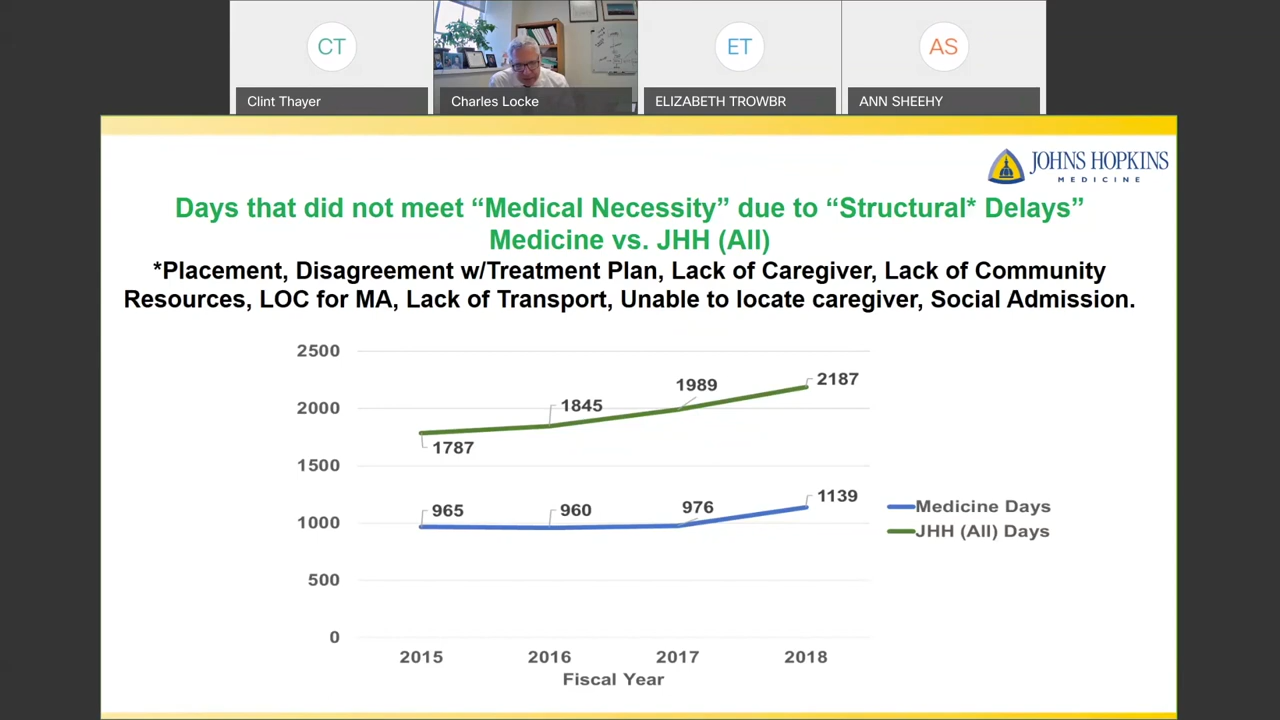 CT
ET
AS
Clint Thayer
Charles Locke
ELIZABETH TROWBR
ANN SHEEHY
JOHNS HOPKINS
MEDICINE
Days that did not meet “Medical Necessity” due to “Structural* Delays”
Medicine vs. JHH (All)
*Placement, Disagreement w/Treatment Plan, Lack of Caregiver, Lack of Community
Resources, LOC for MA, Lack of Transport, Unable to locate caregiver, Social Admission.
2500
2000
1500
1000
500
0
1787
1845
1989
2187
965
960
976
1139
Medicine Days
JHH (All) Days
2015
2016
2017
2018
Fiscal Year